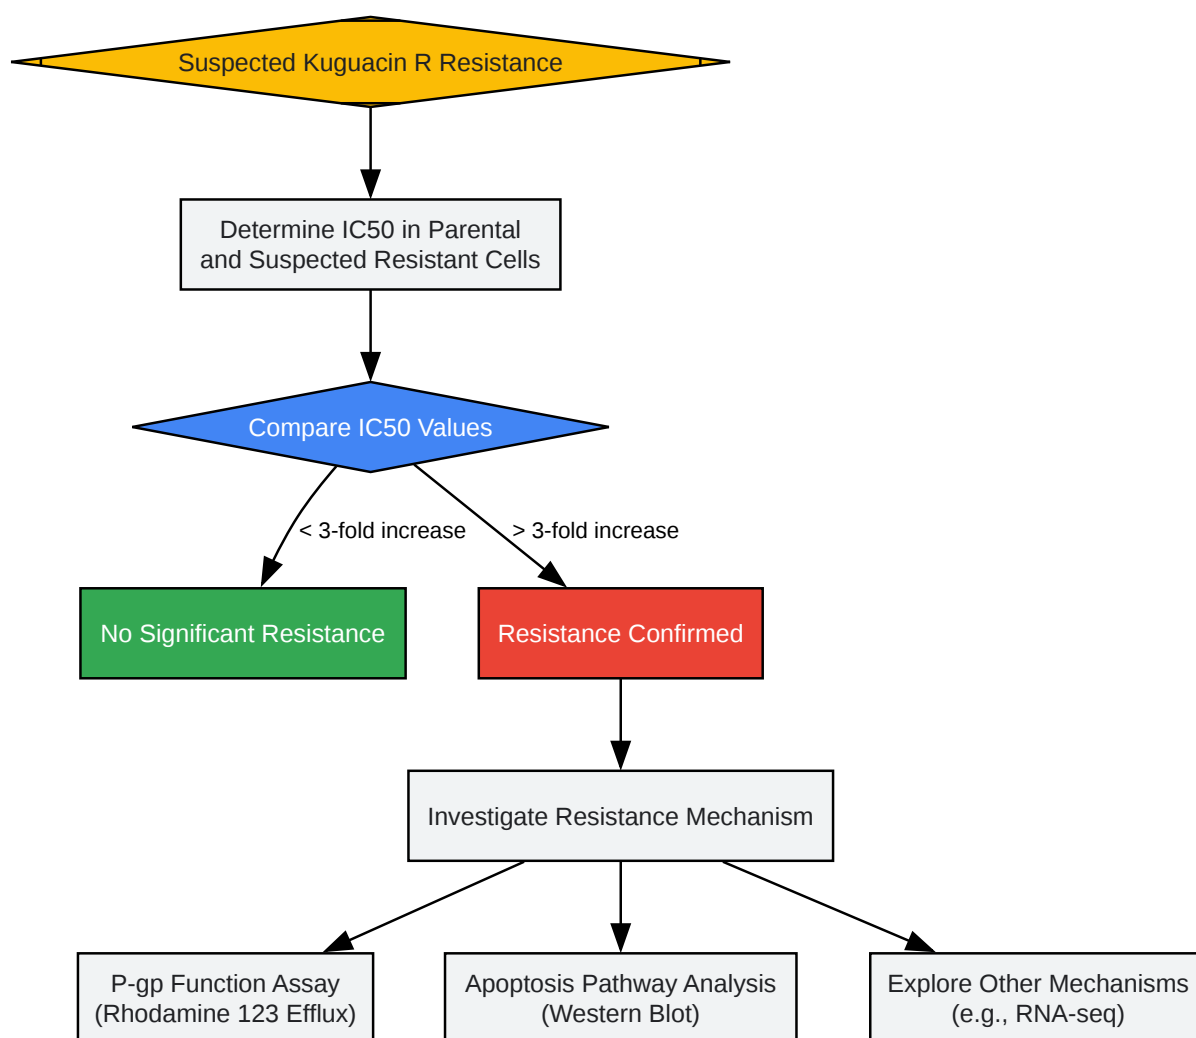 Suspected Kuguacin R Resistance
Determine IC50 in Parental
and Suspected Resistant Cells
Compare IC50 Values
< 3-fold increase
> 3-fold increase
No Significant Resistance
Resistance Confirmed
Investigate Resistance Mechanism
P-gp Function Assay
(Rhodamine 123 Efflux)
Apoptosis Pathway Analysis
(Western Blot)
Explore Other Mechanisms
(e.g., RNA-seq)